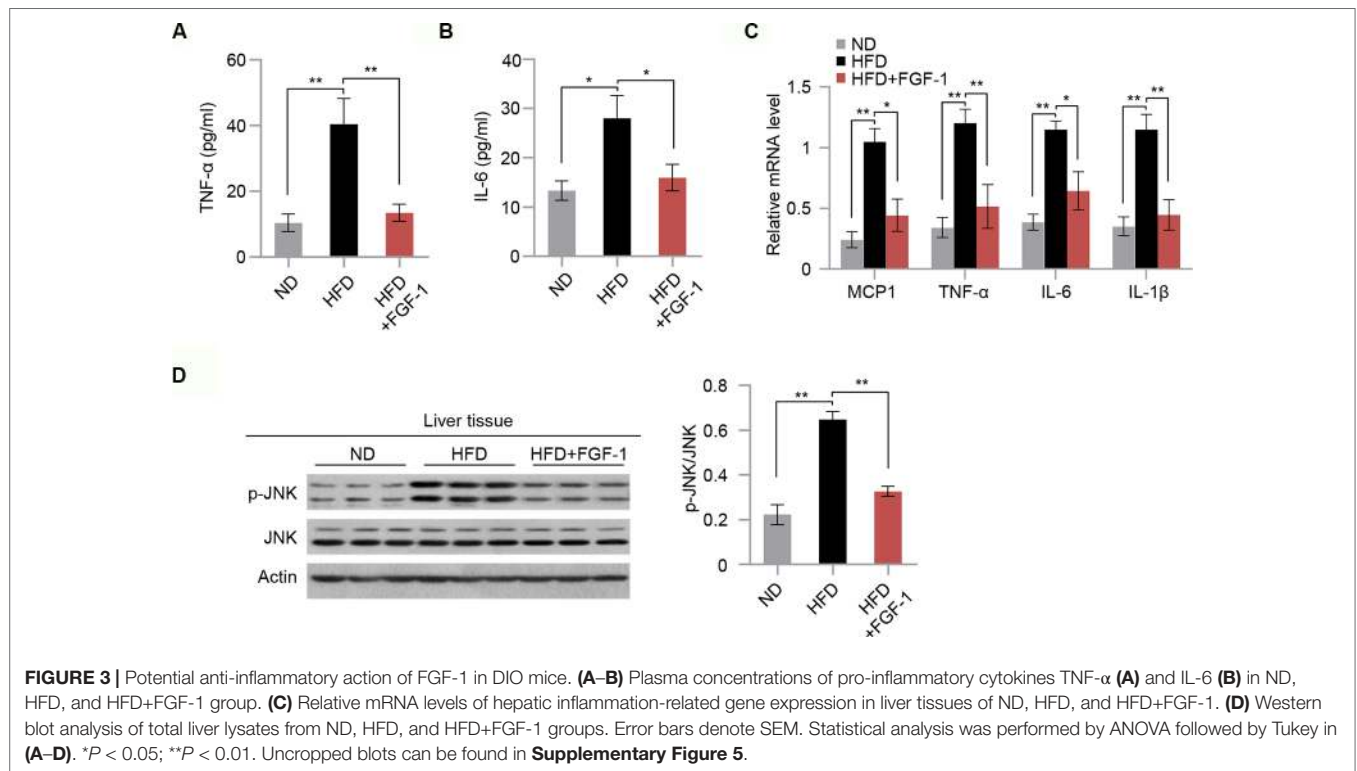 A
TNF-α (pg/ml)
60
40
20
0
**
**
ND
HFD
HFD
+FGF-1
B
IL-6 (pg/ml)
40
30
20
10
0
*
*
ND
HFD
HFD
+FGF-1
C
ND
HFD
HFD+FGF-1
Relative mRNA level
1.5
1
0.5
0
** *
** **
** *
** **
MCP1 TNF-α IL-6 IL-1β
D
Liver tissue
ND HFD HFD+FGF-1
p-JNK
JNK
Actin
p-JNK/JNK
0.8
0.6
0.4
0.2
0
**
**
ND
HFD
HFD
+FGF-1
FIGURE 3 | Potential anti-inflammatory action of FGF-1 in DIO mice. (A–B) Plasma concentrations of pro-inflammatory cytokines TNF-α (A) and IL-6 (B) in ND,
HFD, and HFD+FGF-1 group. (C) Relative mRNA levels of hepatic inflammation-related gene expression in liver tissues of ND, HFD, and HFD+FGF-1. (D) Western
blot analysis of total liver lysates from ND, HFD, and HFD+FGF-1 groups. Error bars denote SEM. Statistical analysis was performed by ANOVA followed by Tukey in
(A–D). *P < 0.05; **P < 0.01. Uncropped blots can be found in Supplementary Figure 5.